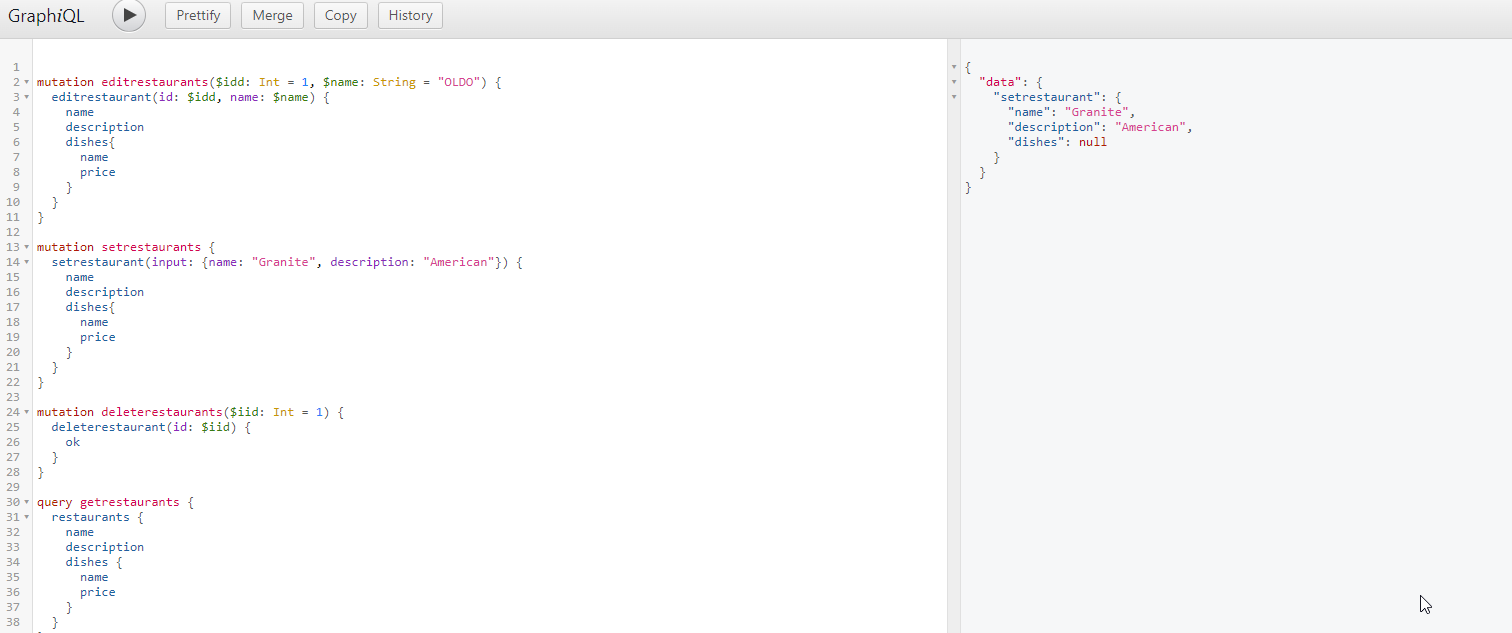 GraphiQL Prettify Merge Copy History
1
2 mutation editrestaurants($idd: Int = 1, $name: String = "OLDO") {
3   editrestaurant(id: $idd, name: $name) {
4     name
5     description
6     dishes{
7       name
8       price
9     }
10   }
11 }
12
13 mutation setrestaurants {
14   setrestaurant(input: {name: "Granite", description: "American"}) {
15     name
16     description
17     dishes{
18       name
19       price
20     }
21   }
22 }
23
24 mutation deleterestaurants($iid: Int = 1) {
25   deleterestaurant(id: $iid) {
26     ok
27   }
28 }
29
30 query getrestaurants {
31   restaurants {
32     name
33     description
34     dishes {
35       name
36       price
37     }
38   }
{
  "data": {
    "setrestaurant": {
      "name": "Granite",
      "description": "American",
      "dishes": null
    }
  }
}